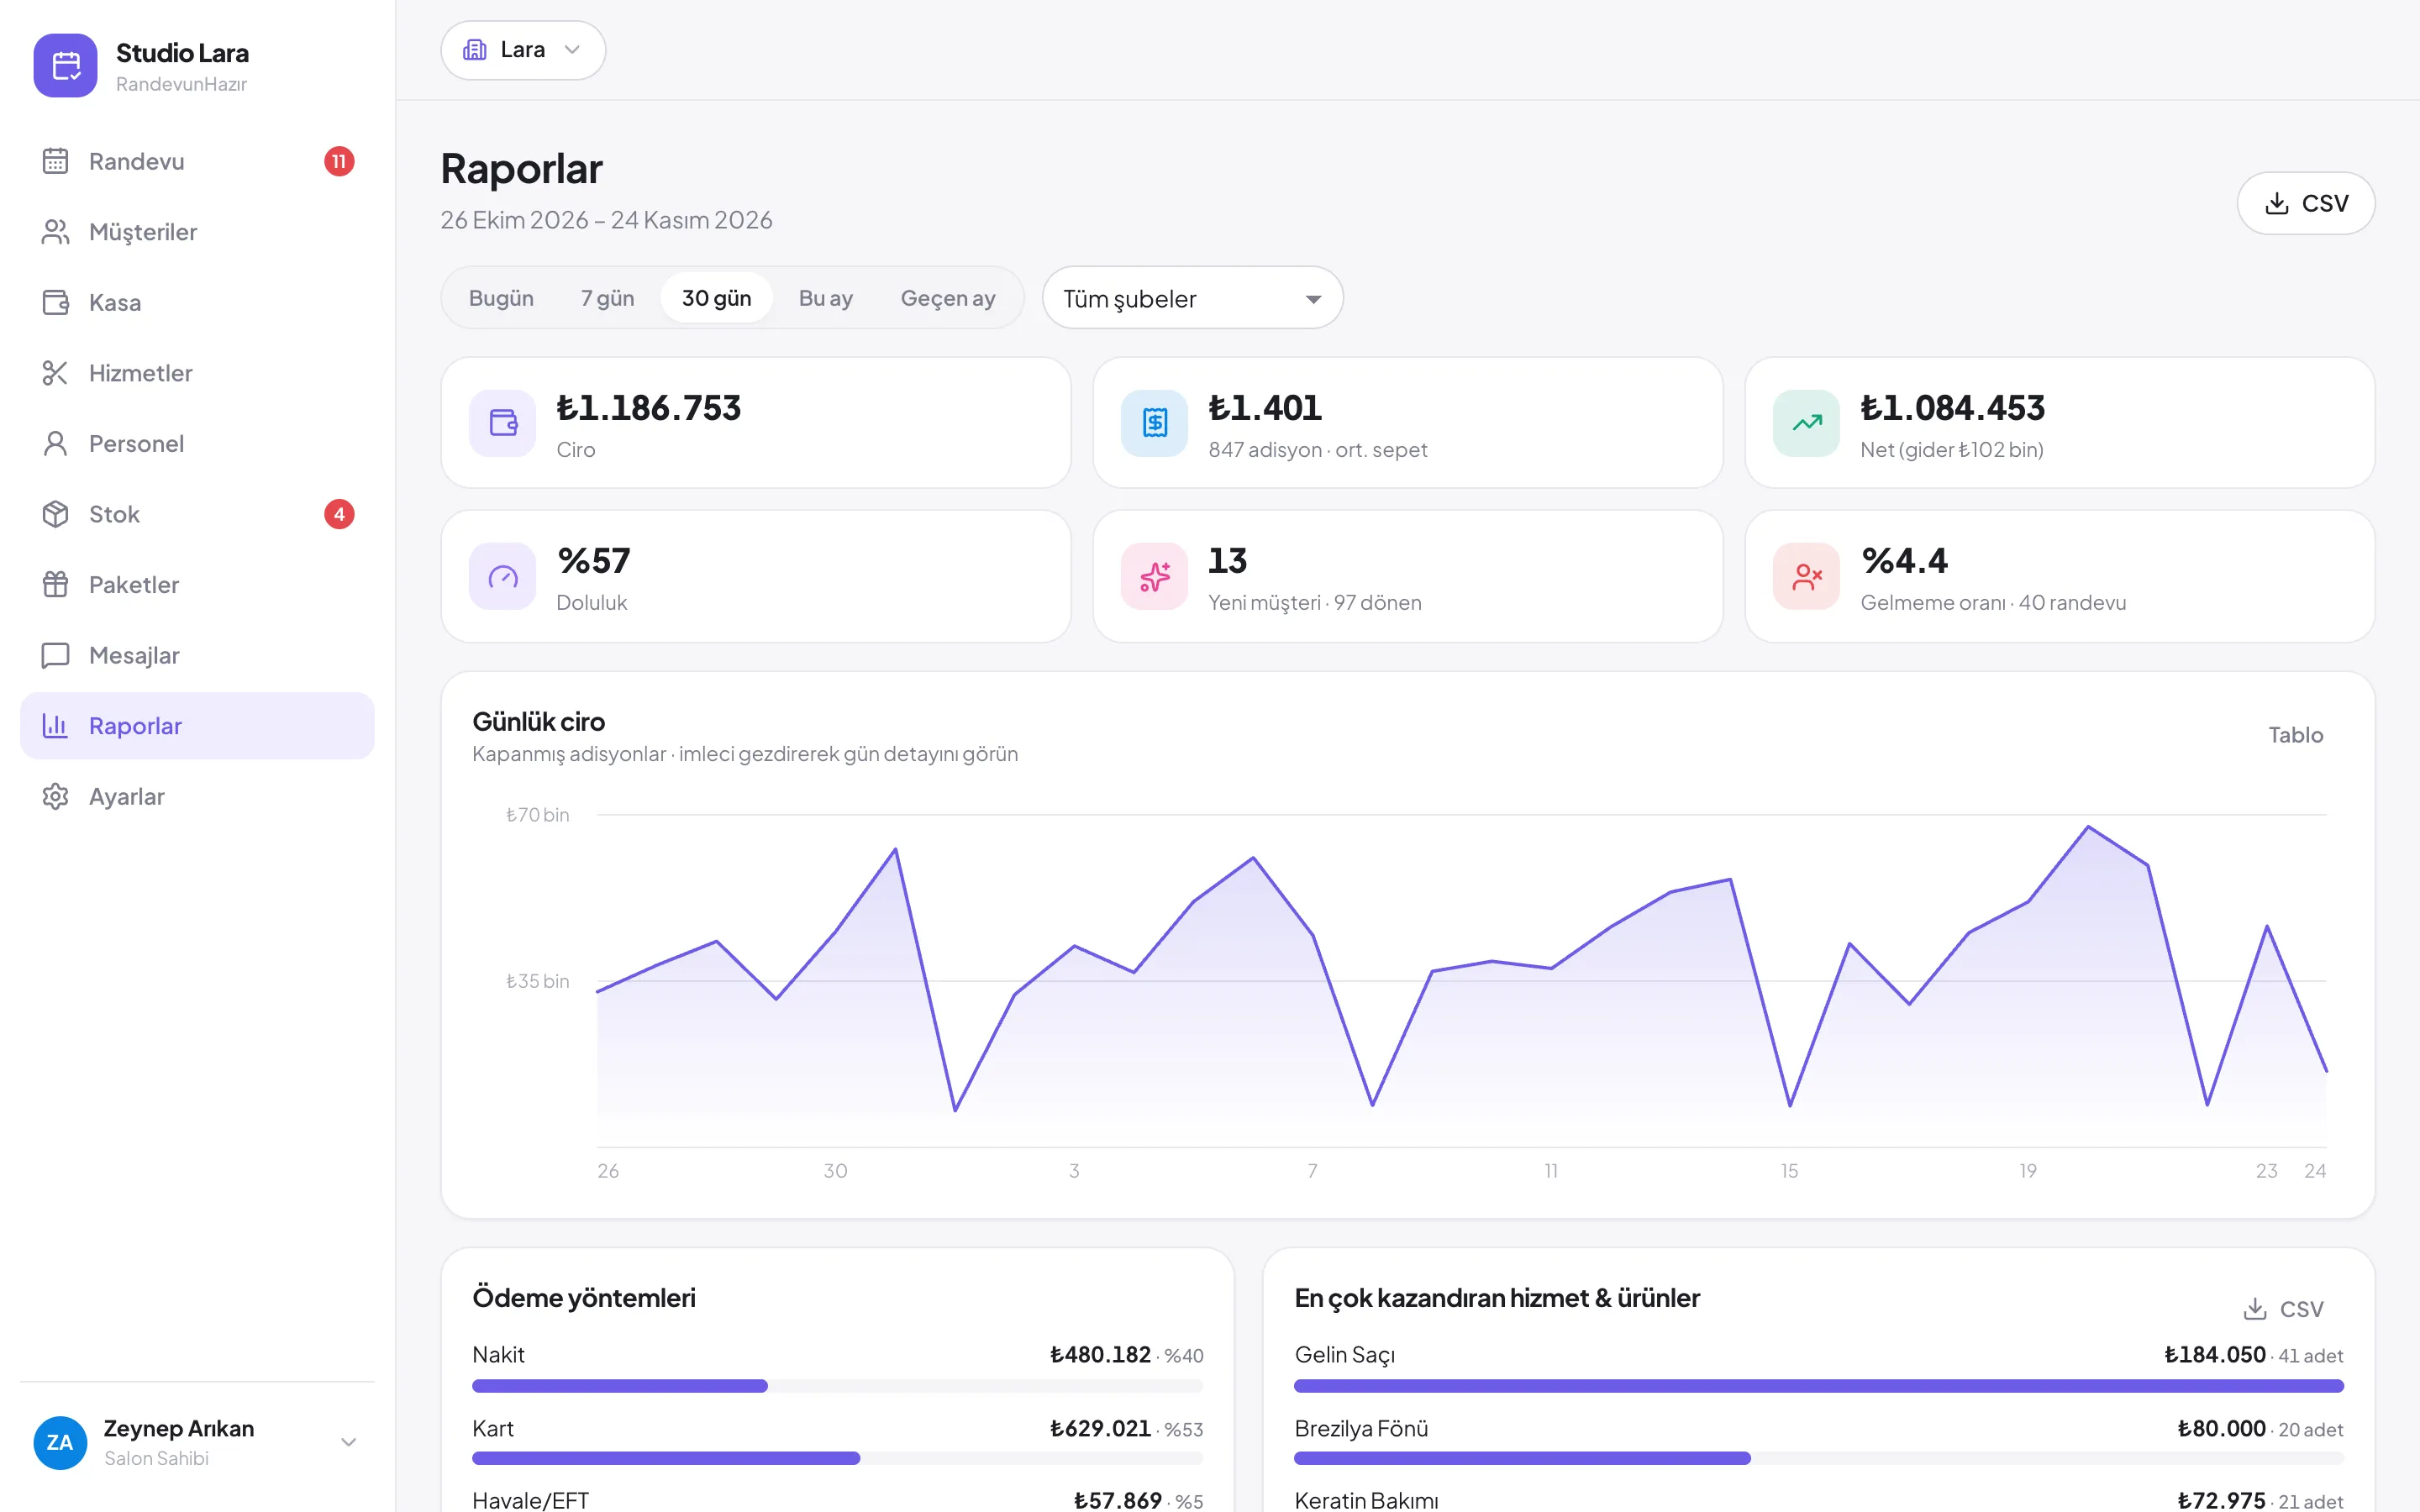 Studio Lara
RandevunHazır
Randevu 11
Müşteriler
Kasa
Hizmetler
Personel
Stok 4
Paketler
Mesajlar
Raporlar
Ayarlar
ZA
Zeynep Arıkan
Salon Sahibi
Lara
Raporlar
26 Ekim 2026 – 24 Kasım 2026
CSV
Bugün 7 gün 30 gün Bu ay Geçen ay Tüm şubeler
₺1.186.753
Ciro
₺1.401
847 adisyon · ort. sepet
₺1.084.453
Net (gider ₺102 bin)
%57
Doluluk
13
Yeni müşteri · 97 dönen
%4.4
Gelmeme oranı · 40 randevu
Günlük ciro
Kapanmış adisyonlar · imleci gezdirerek gün detayını görün
Tablo
₺70 bin
₺35 bin
26 30 3 7 11 15 19 23 24
Ödeme yöntemleri
Nakit ₺480.182 · %40
Kart ₺629.021 · %53
Havale/EFT ₺57.869 · %5
En çok kazandıran hizmet & ürünler
CSV
Gelin Saçı ₺184.050 · 41 adet
Brezilya Fönü ₺80.000 · 20 adet
Keratin Bakımı ₺72.975 · 21 adet